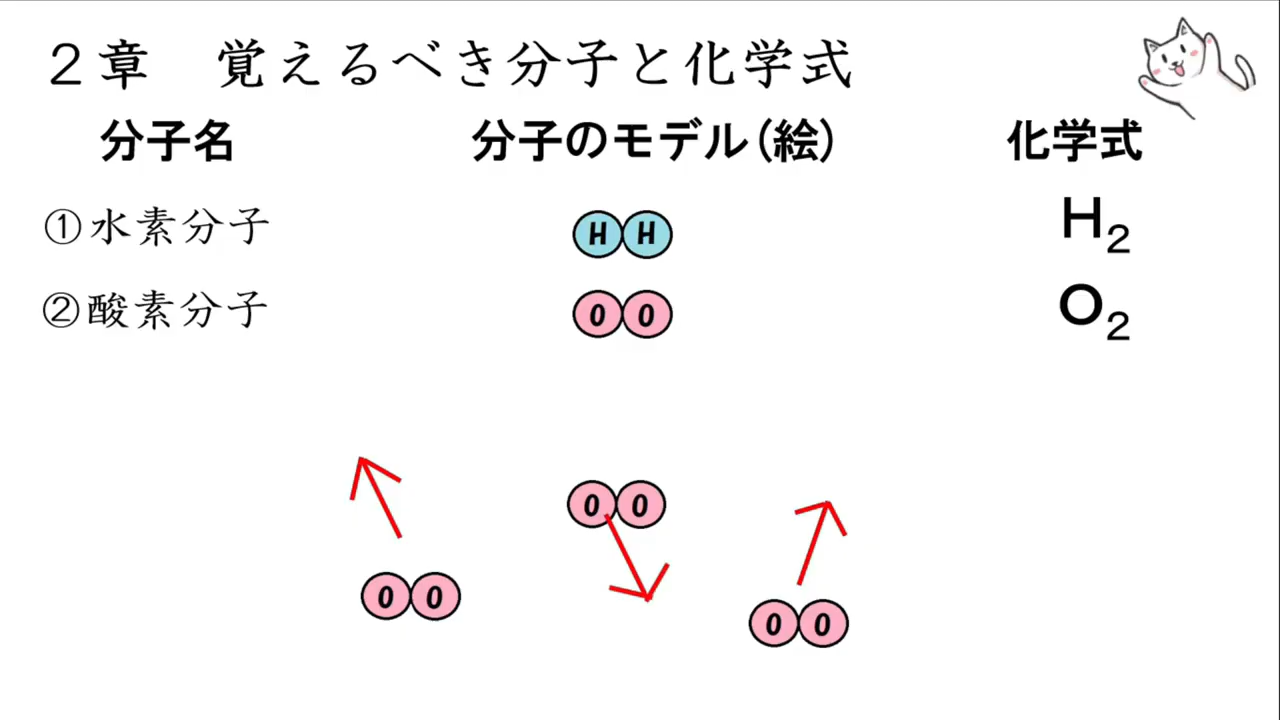 ２章　覚えるべき分子と化学式
分子名　分子のモデル(絵)　化学式
①水素分子　H H　H₂
②酸素分子　O O　O₂
O O
O O
O O